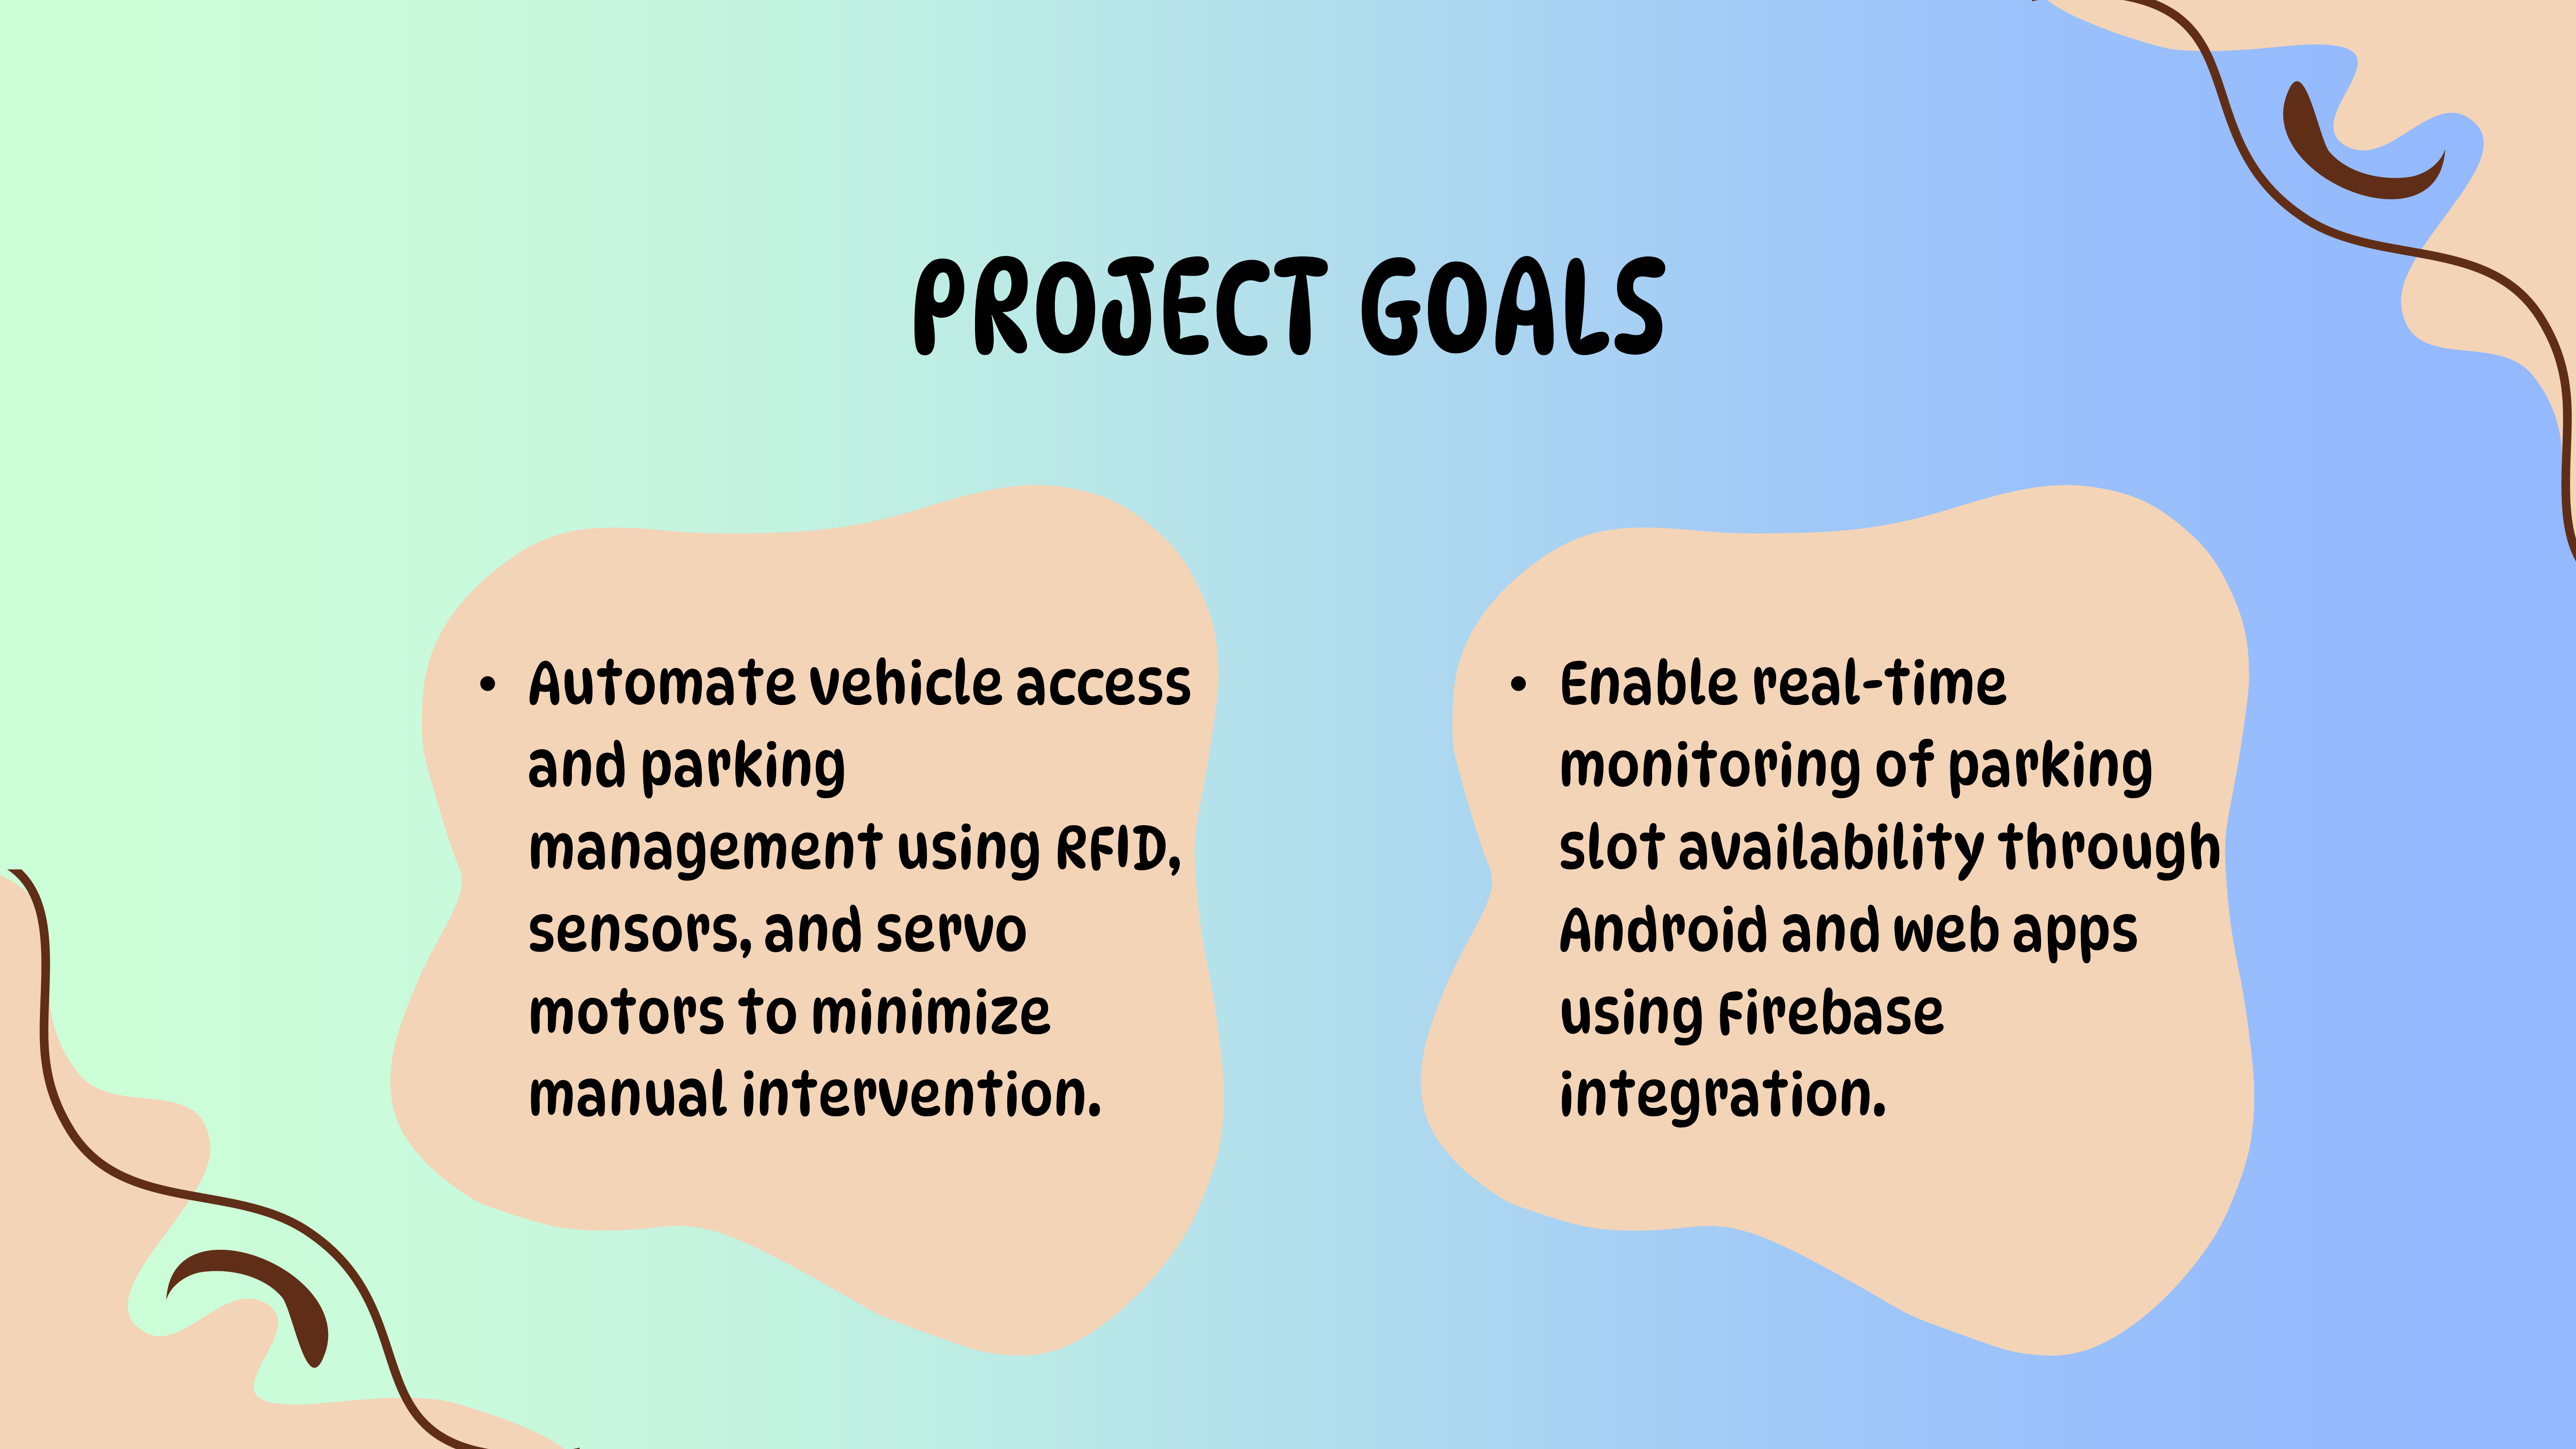 PROJECT GOALS
• Automate vehicle access
and parking
management using RFID,
sensors, and servo
motors to minimize
manual intervention.
• Enable real-time
monitoring of parking
slot availability through
Android and web apps
using Firebase
integration.